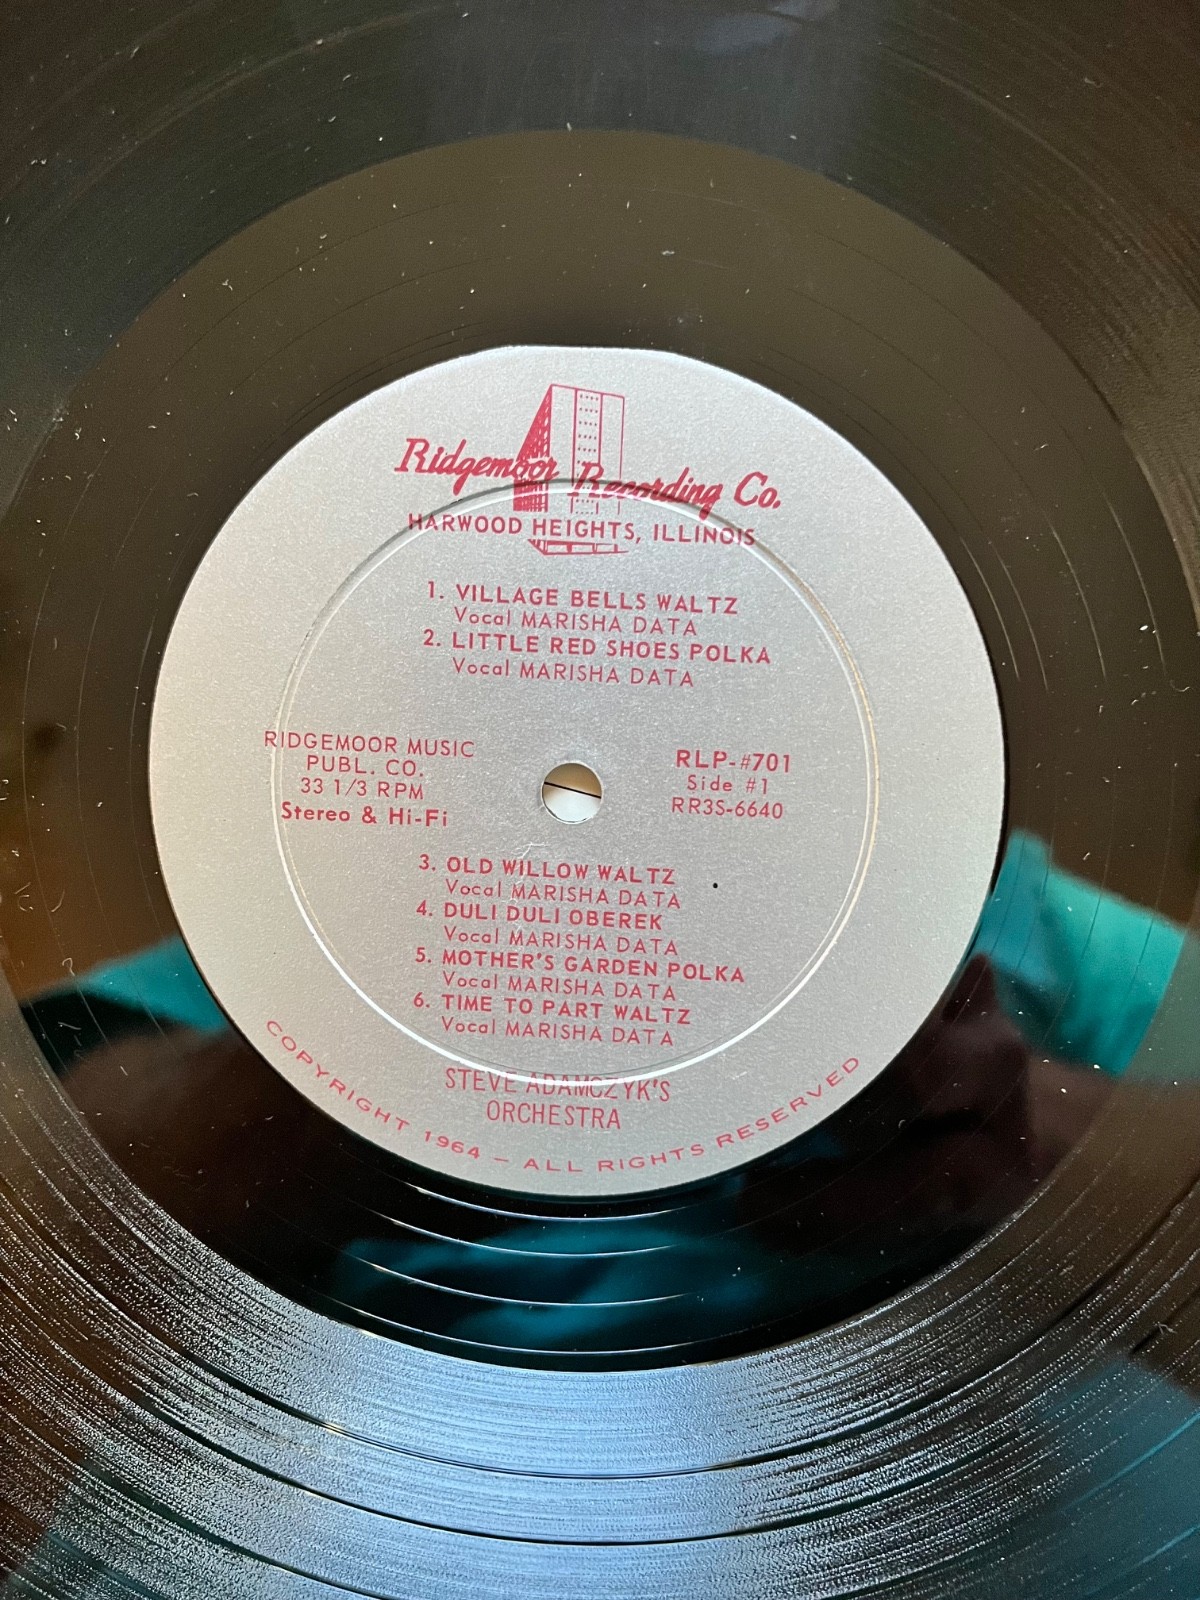 Ridgemoor Recording Co.
HARWOOD HEIGHTS, ILLINOIS
1. VILLAGE BELLS WALTZ
Vocal MARISHA DATA
2. LITTLE RED SHOES POLKA
Vocal MARISHA DATA
RIDGEMOOR MUSIC
PUBL. CO.
33 1/3 RPM
Stereo & Hi-Fi
RLP-#701
Side #1
RR3S-6640
3. OLD WILLOW WALTZ
Vocal MARISHA DATA
4. DULI DULI OBEREK
Vocal MARISHA DATA
5. MOTHER'S GARDEN POLKA
Vocal MARISHA DATA
6. TIME TO PART WALTZ
Vocal MARISHA DATA
STEVE ADAMCZYK'S
ORCHESTRA
COPYRIGHT 1964 – ALL RIGHTS RESERVED